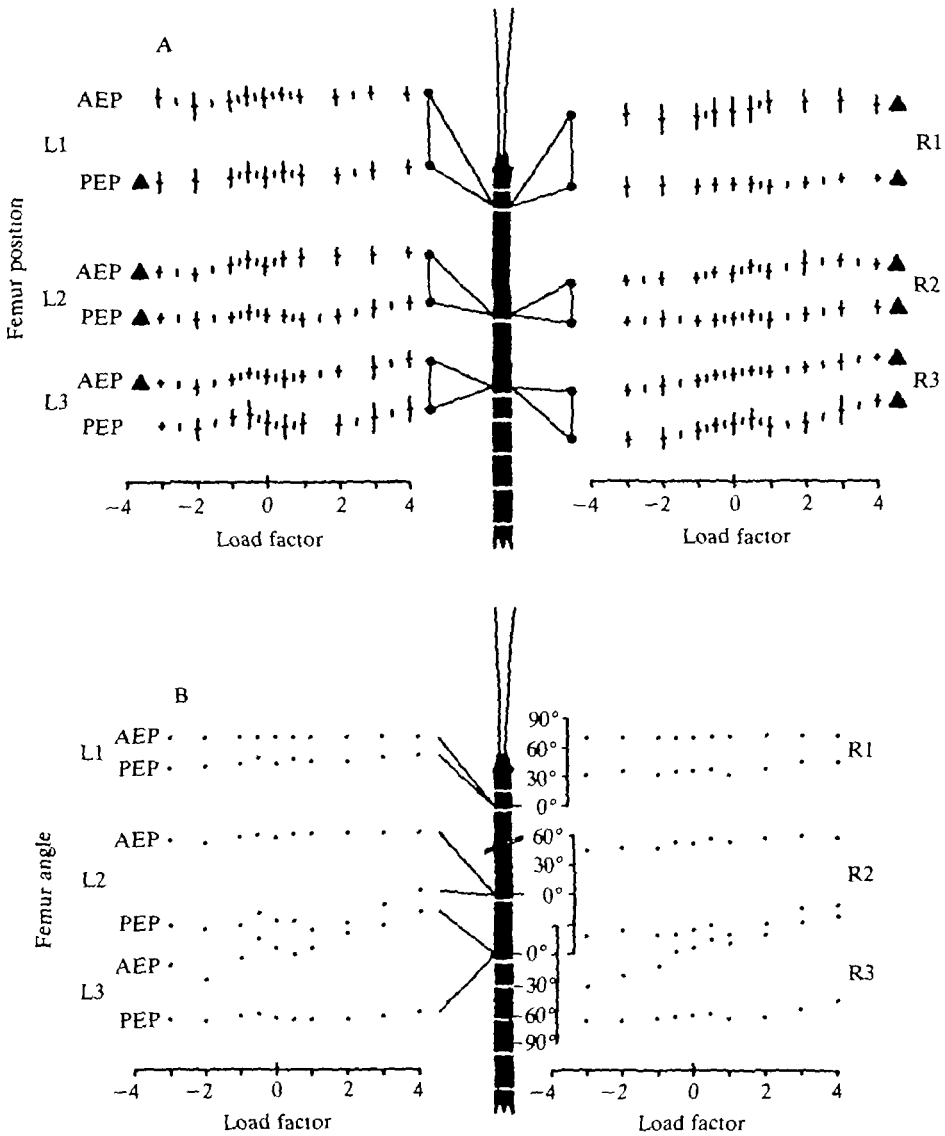 A
AEP
L1
PEP
AEP
L2
PEP
AEP
L3
PEP
Femur position
R1
R2
R3
−4 −2 0 2 4
Load factor
−4 −2 0 2 4
Load factor
B
AEP
L1
PEP
AEP
L2
PEP
AEP
L3
PEP
Femur angle
90°
60°
30°
0°
60°
30°
0°
0°
30°
60°
90°
R1
R2
R3
−4 −2 0 2 4
Load factor
−4 −2 0 2 4
Load factor